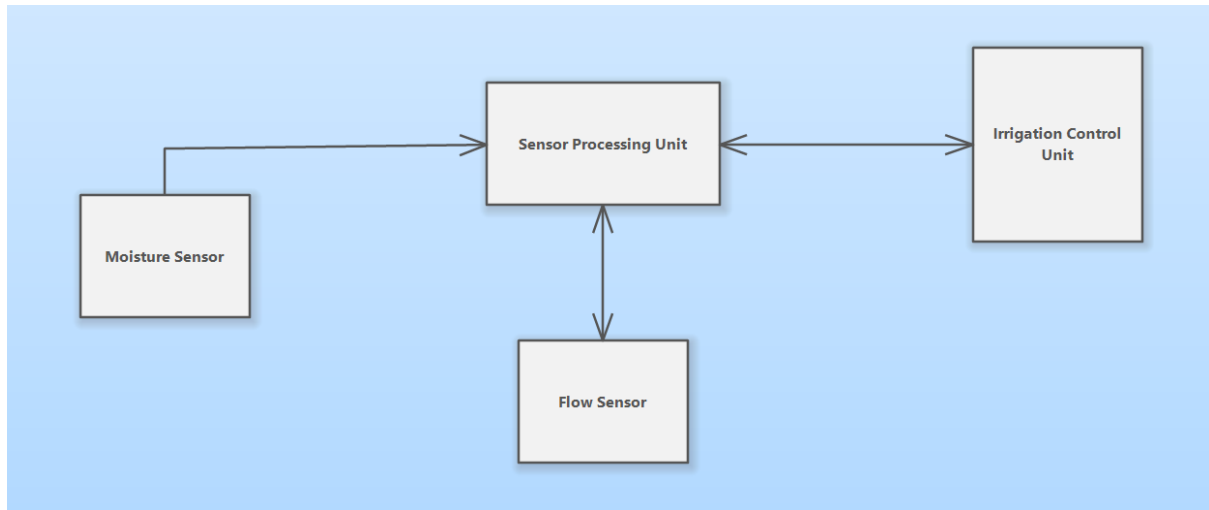 Sensor Processing Unit
Irrigation Control
Unit
Moisture Sensor
Flow Sensor